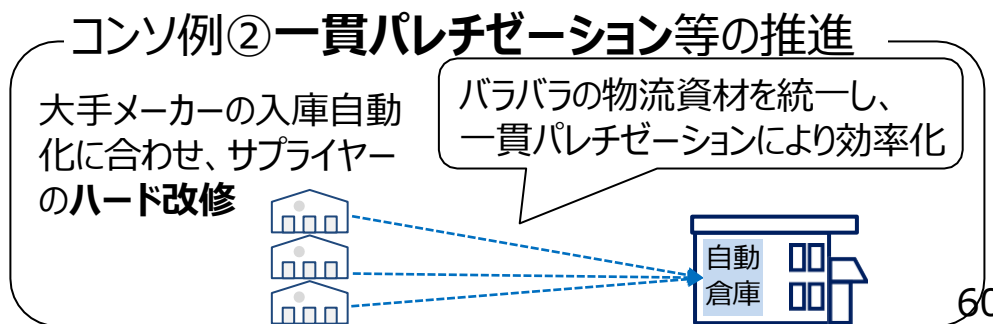 コンソ例②一貫パレチゼーション等の推進
大手メーカーの入庫自動
化に合わせ、サプライヤー
のハード改修
バラバラの物流資材を統一し、
一貫パレチゼーションにより効率化
自動
倉庫
60